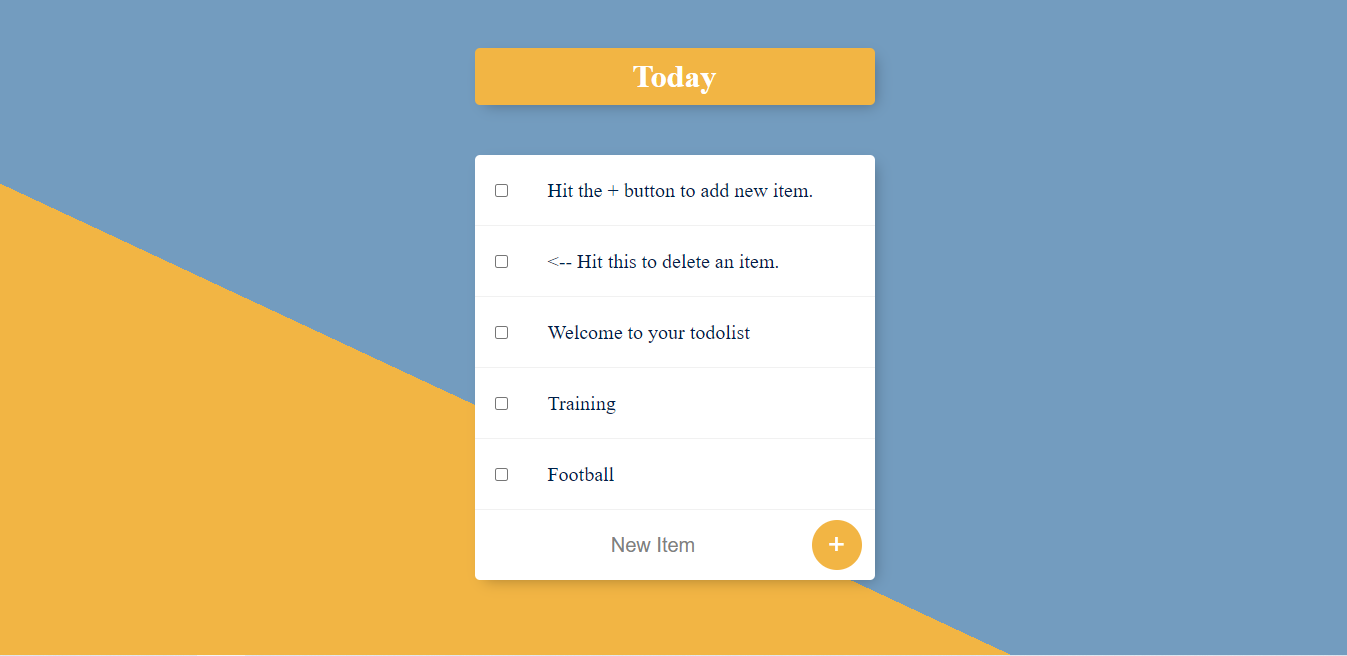 Today
Hit the + button to add new item.
<-- Hit this to delete an item.
Welcome to your todolist
Training
Football
New Item
+